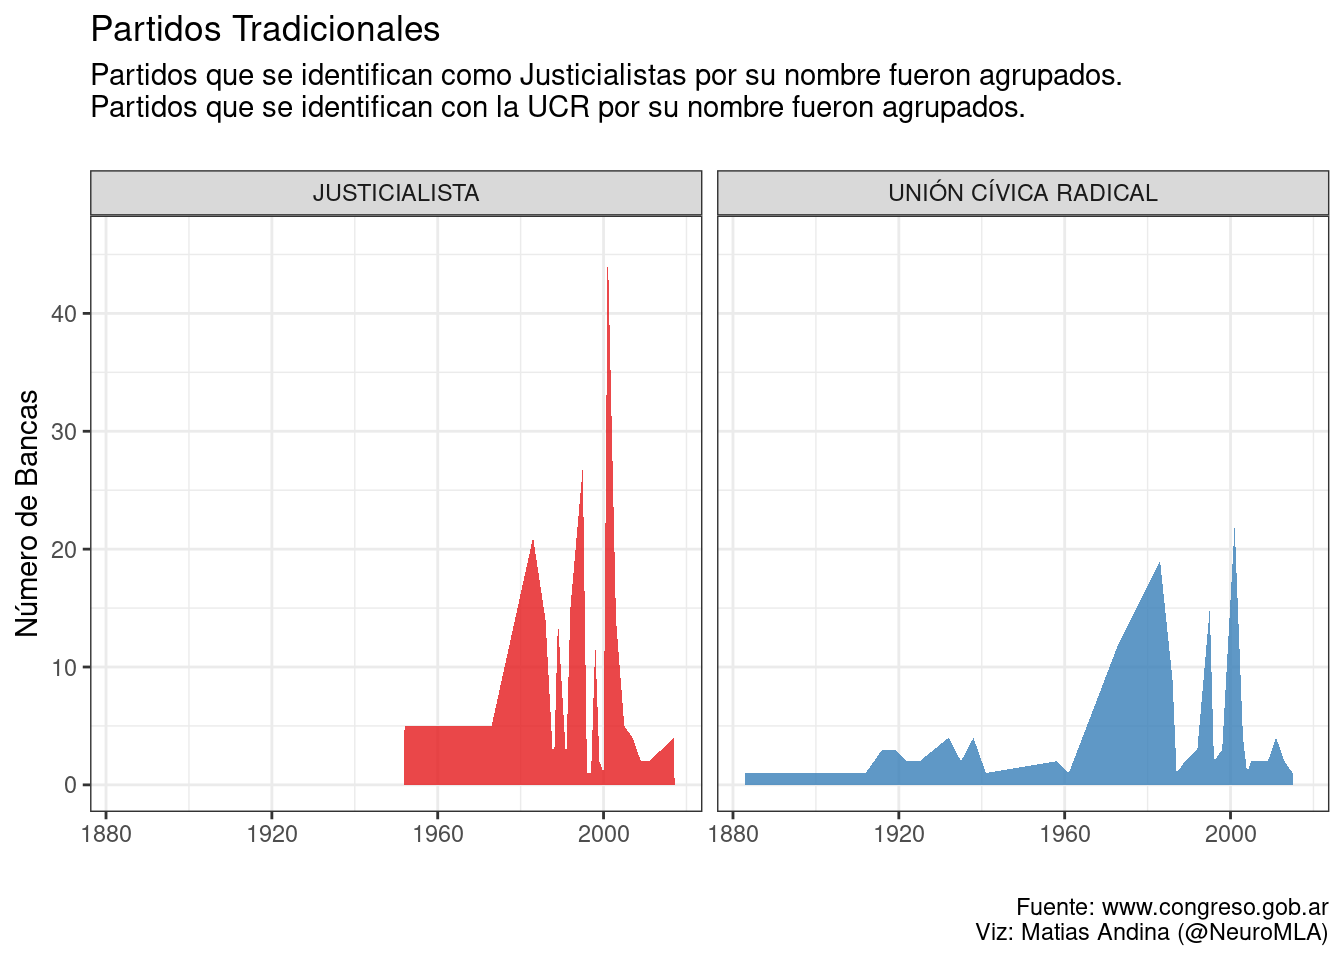 Partidos Tradicionales
Partidos que se identifican como Justicialistas por su nombre fueron agrupados.
Partidos que se identifican con la UCR por su nombre fueron agrupados.
JUSTICIALISTA
UNIÓN CÍVICA RADICAL
Número de Bancas
40
30
20
10
0
1880 1920 1960 2000
1880 1920 1960 2000
Fuente: www.congreso.gob.ar
Viz: Matias Andina (@NeuroMLA)